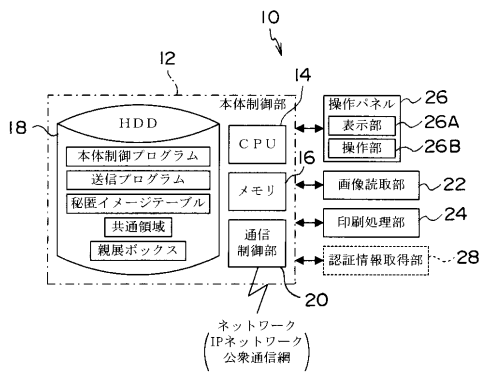 10
12
本体制御部
14
18
HDD
CPU
本体制御プログラム
送信プログラム
秘匿イメージテーブル
共通領域
親展ボックス
メモリ
16
通信
制御部
20
操作パネル
26
表示部
26A
操作部
26B
画像読取部
22
印刷処理部
24
認証情報取得部
28
ネットワーク
(IPネットワーク
公衆通信網)